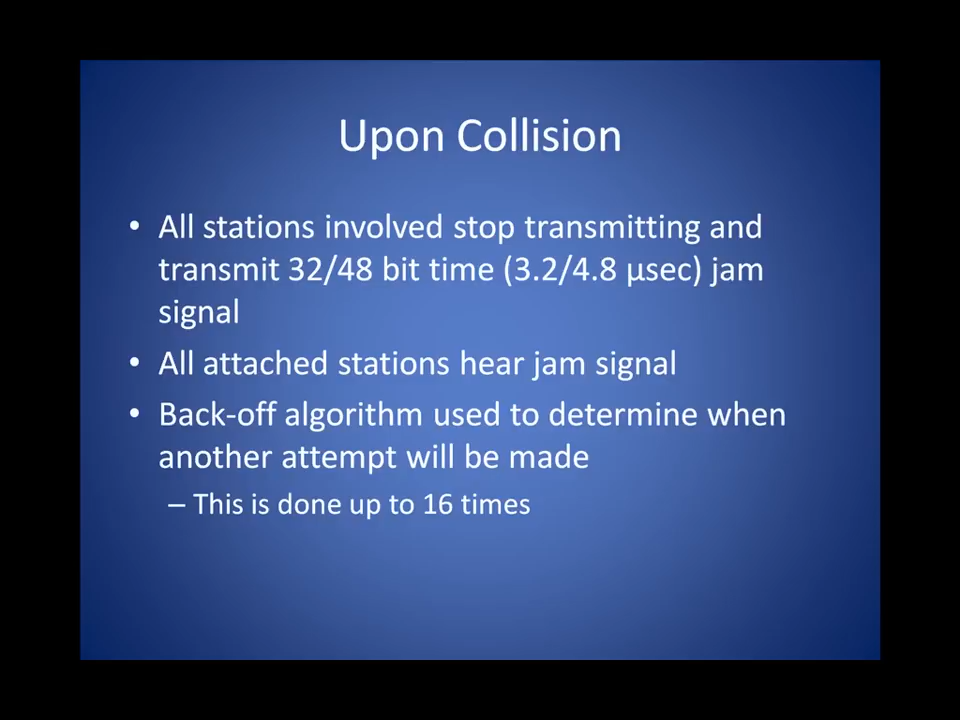 Upon Collision
• All stations involved stop transmitting and
transmit 32/48 bit time (3.2/4.8 µsec) jam
signal
• All attached stations hear jam signal
• Back-off algorithm used to determine when
another attempt will be made
– This is done up to 16 times